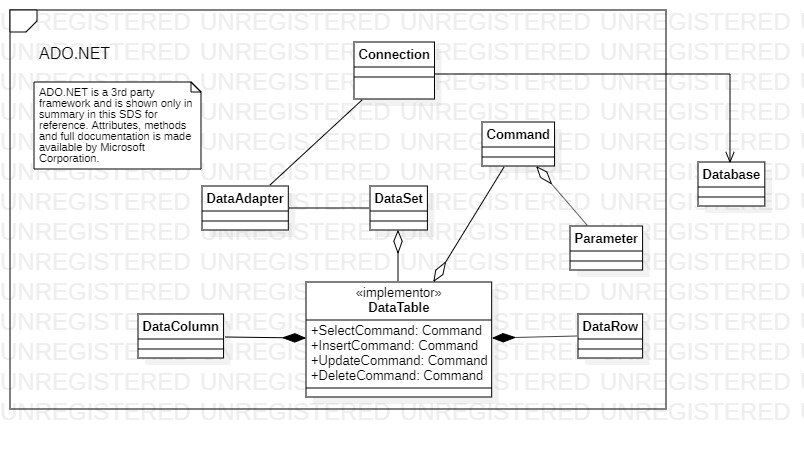 ADO.NET
ADO.NET is a 3rd party
framework and is shown only in
summary in this SDS for
reference. Attributes, methods
and full documentation is made
available by Microsoft
Corporation.
Connection
Command
Database
DataAdapter
DataSet
Parameter
«implementor»
DataTable
+SelectCommand: Command
+InsertCommand: Command
+UpdateCommand: Command
+DeleteCommand: Command
DataColumn
DataRow
UNREGISTERED UNREGISTERED UNREGISTERED UNREGISTERED UNREGISTERED